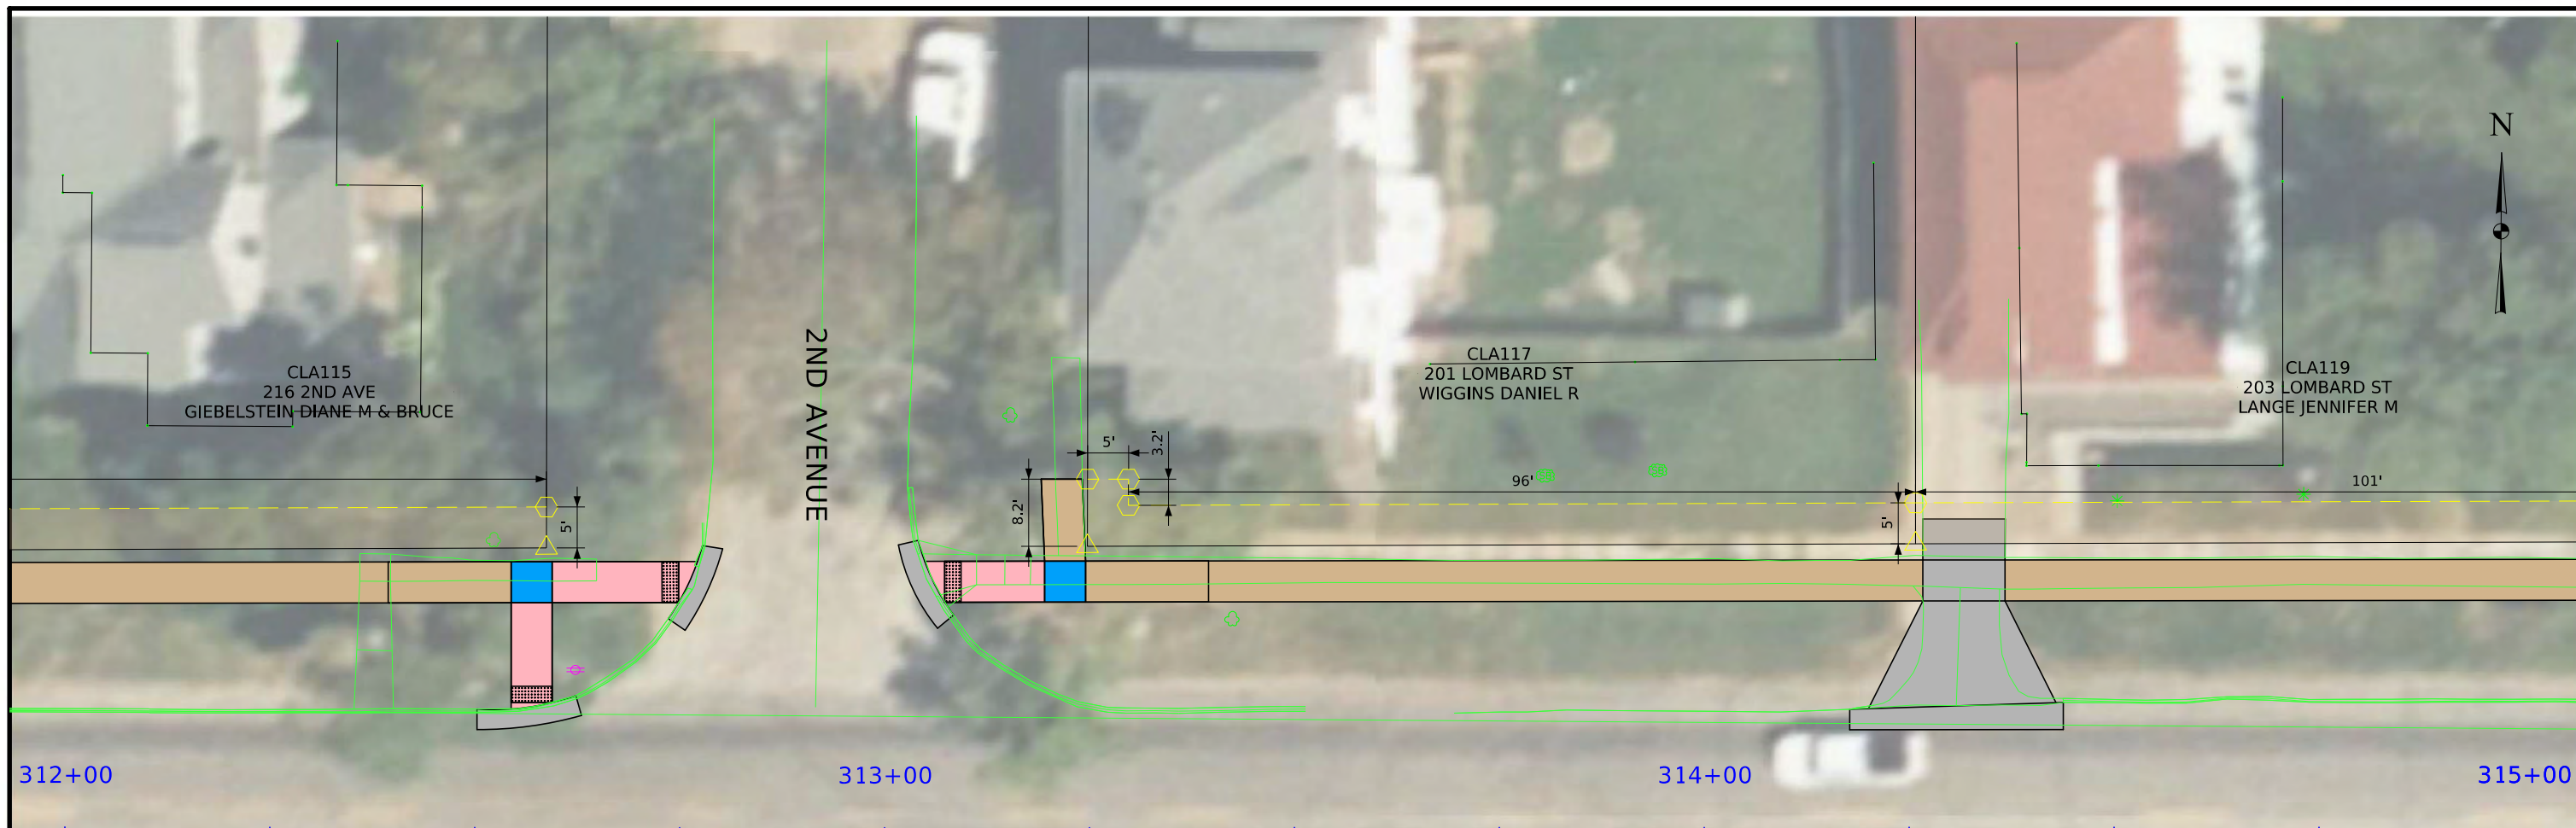 N
CLA115
216 2ND AVE
GIEBELSTEIN DIANE M & BRUCE
2ND AVENUE
CLA117
201 LOMBARD ST
WIGGINS DANIEL R
CLA119
203 LOMBARD ST
LANGE JENNIFER M
5'
3.2'
96'
101'
5'
8.2'
5'
312+00
313+00
314+00
315+00